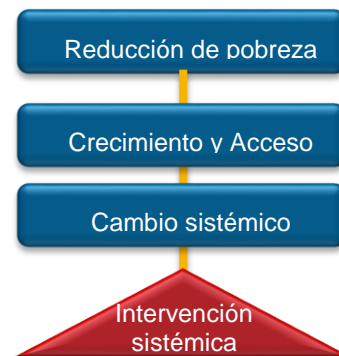 Reducción de pobreza
Crecimiento y Acceso
Cambio sistémico
Intervención
sistémica